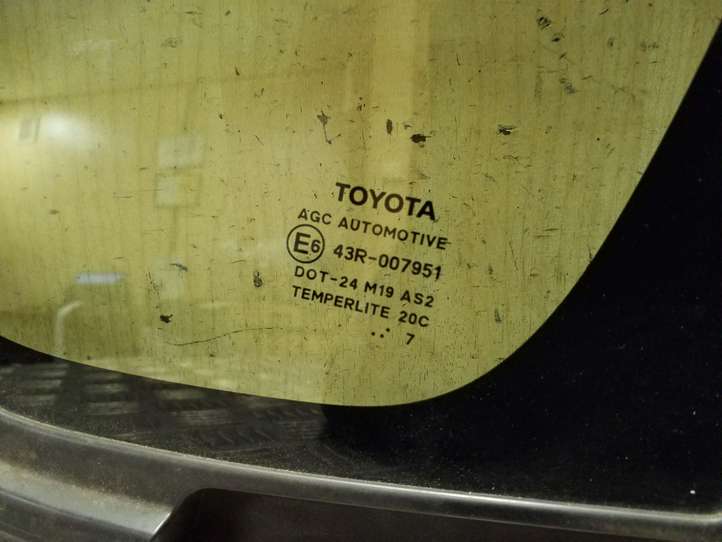 TOYOTA
AGC AUTOMOTIVE
E6 43R-007951
DOT-24 M19 AS2
TEMPERLITE 20C
7